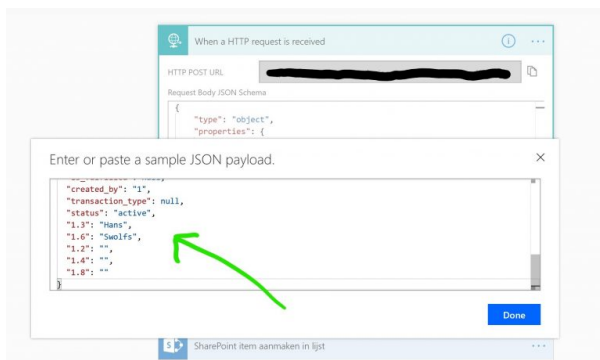 When a HTTP request is received
HTTP POST URL
Request Body JSON Schema
{
"type": "object",
"properties": {
Enter or paste a sample JSON payload.
"created_by": "1",
"transaction_type": null,
"status": "active",
"1.3": "Hans",
"1.6": "Swolfs",
"1.2": "",
"1.4": "",
"1.8": ""
}
Done
SharePoint item aanmaken in lijst